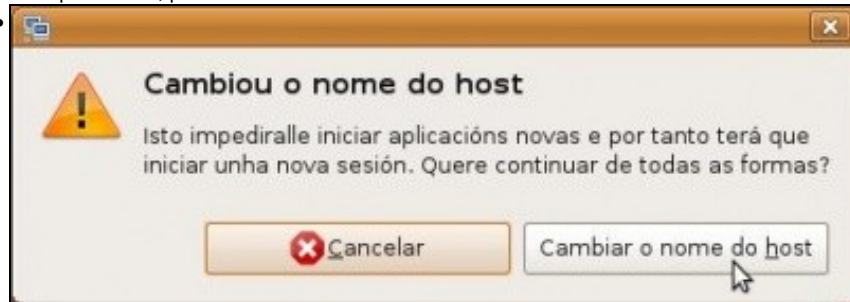 Cambiou o nome do host
Isto impediralle iniciar aplicacións novas e por tanto terá que
iniciar unha nova sesión. Quere continuar de todas as formas?
Cancelar
Cambiar o nome do host